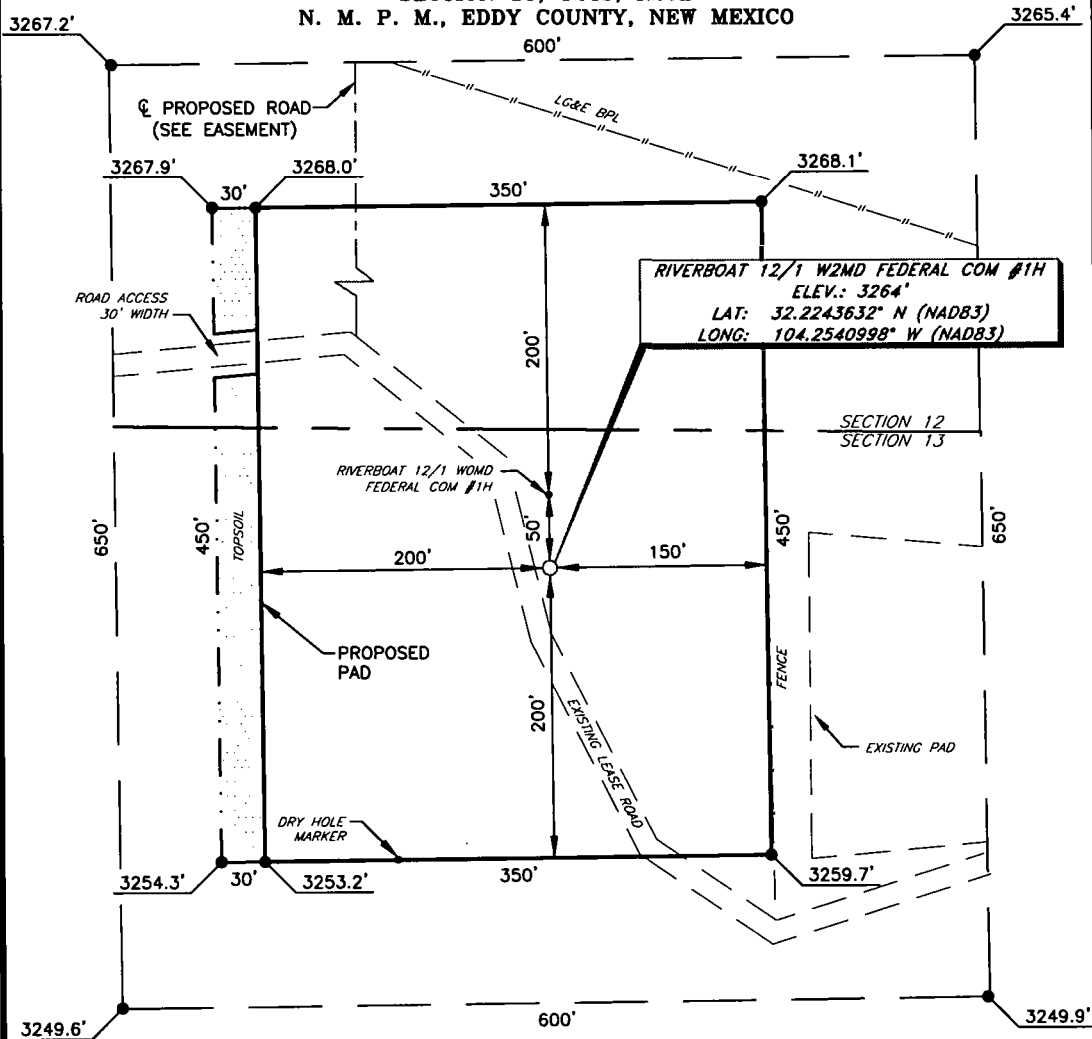 N. M. P. M., EDDY COUNTY, NEW MEXICO
3267.2'
3265.4'
600'
℄ PROPOSED ROAD
(SEE EASEMENT)
LG&E BPL
3267.9'
3268.0'
3268.1'
30'
350'
RIVERBOAT 12/1 W2MD FEDERAL COM #1H
ELEV.: 3264'
LAT: 32.2243632° N (NAD83)
LONG: 104.2540998° W (NAD83)
ROAD ACCESS
30' WIDTH
200'
SECTION 12
SECTION 13
RIVERBOAT 12/1 W0MD
FEDERAL COM #1H
650'
450'
TOPSOIL
50'
450'
650'
200'
150'
PROPOSED
PAD
FENCE
200'
EXISTING LEASE ROAD
EXISTING PAD
DRY HOLE
MARKER
3254.3'
30'
3253.2'
350'
3259.7'
3249.6'
600'
3249.9'